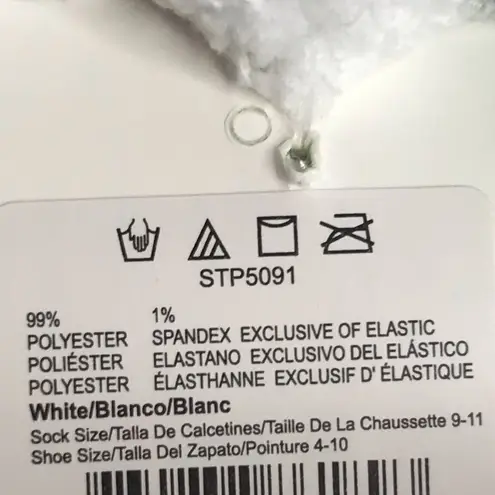 STP5091
99% 1%
POLYESTER SPANDEX EXCLUSIVE OF ELASTIC
POLIÉSTER ELASTANO EXCLUSIVO DEL ELÁSTICO
POLYESTER ÉLASTHANNE EXCLUSIF D' ÉLASTIQUE
White/Blanco/Blanc
Sock Size/Talla De Calcetines/Taille De La Chaussette 9-11
Shoe Size/Talla Del Zapato/Pointure 4-10